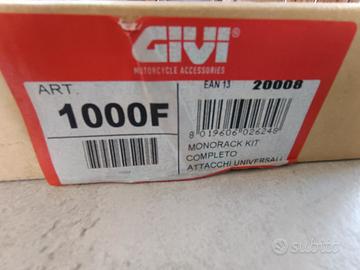 GIVI®
MOTORCYCLE ACCESSORIES
ART.
1000F
EAN 13 20008
8 019606 026248
MONORACK KIT
COMPLETO
ATTACCHI UNIVERSALI
subito